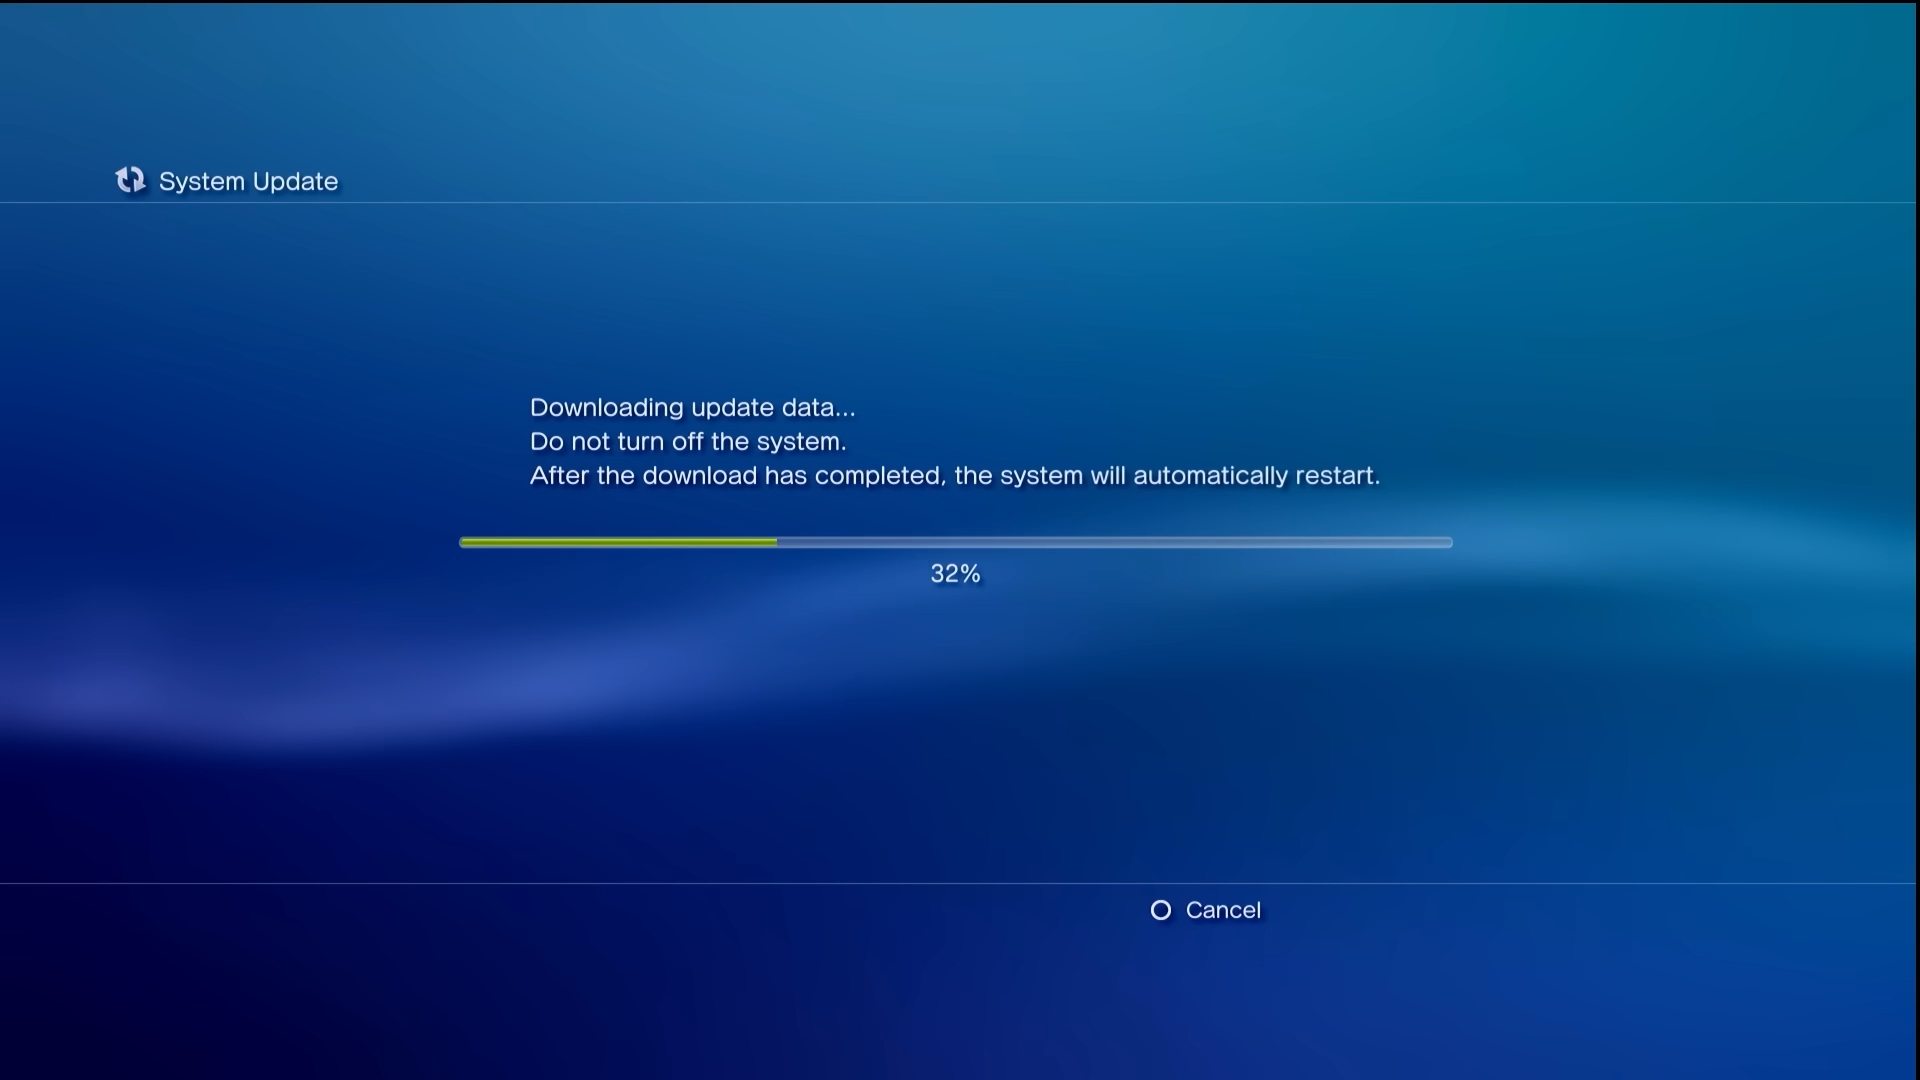 System Update
Downloading update data...
Do not turn off the system.
After the download has completed, the system will automatically restart.
32%
Cancel